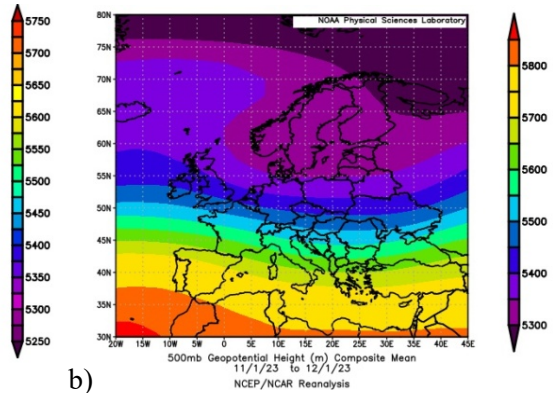 NOAA Physical Sciences Laboratory
5750
5650
5600
5550
5500
5450
5400
5350
5300
5250
80N
75N
70N
65N
60N
55N
50N
45N
40N
35N
30N
20W 15W 10W 5W 0 5E 10E 15E 20E 25E 30E 35E 40E 45E
5800
5700
5600
5500
5400
5300
500mb Geopotential Height (m) Composite Mean
11/1/23 to 12/1/23
NCEP/NCAR Reanalysis
b)